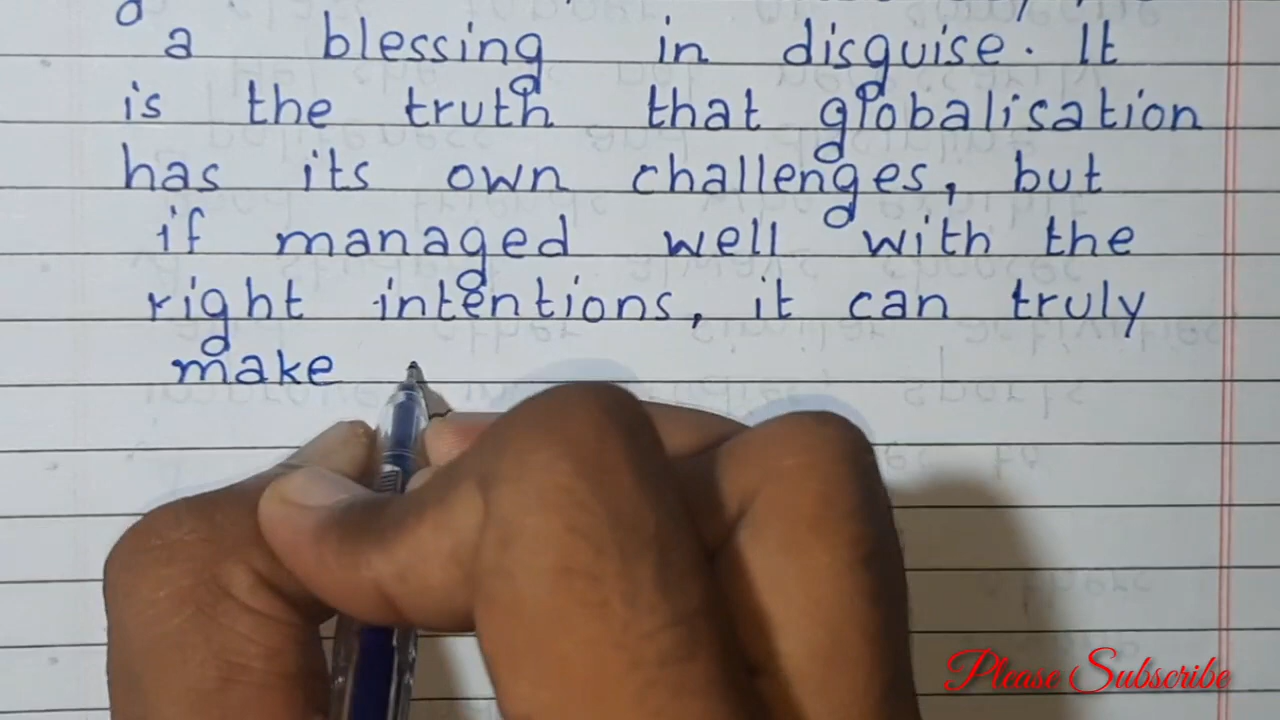 a blessing in disguise. It
is the truth that globalisation
has its own challenges, but
if managed well with the
right intentions, it can truly
make
Please Subscribe